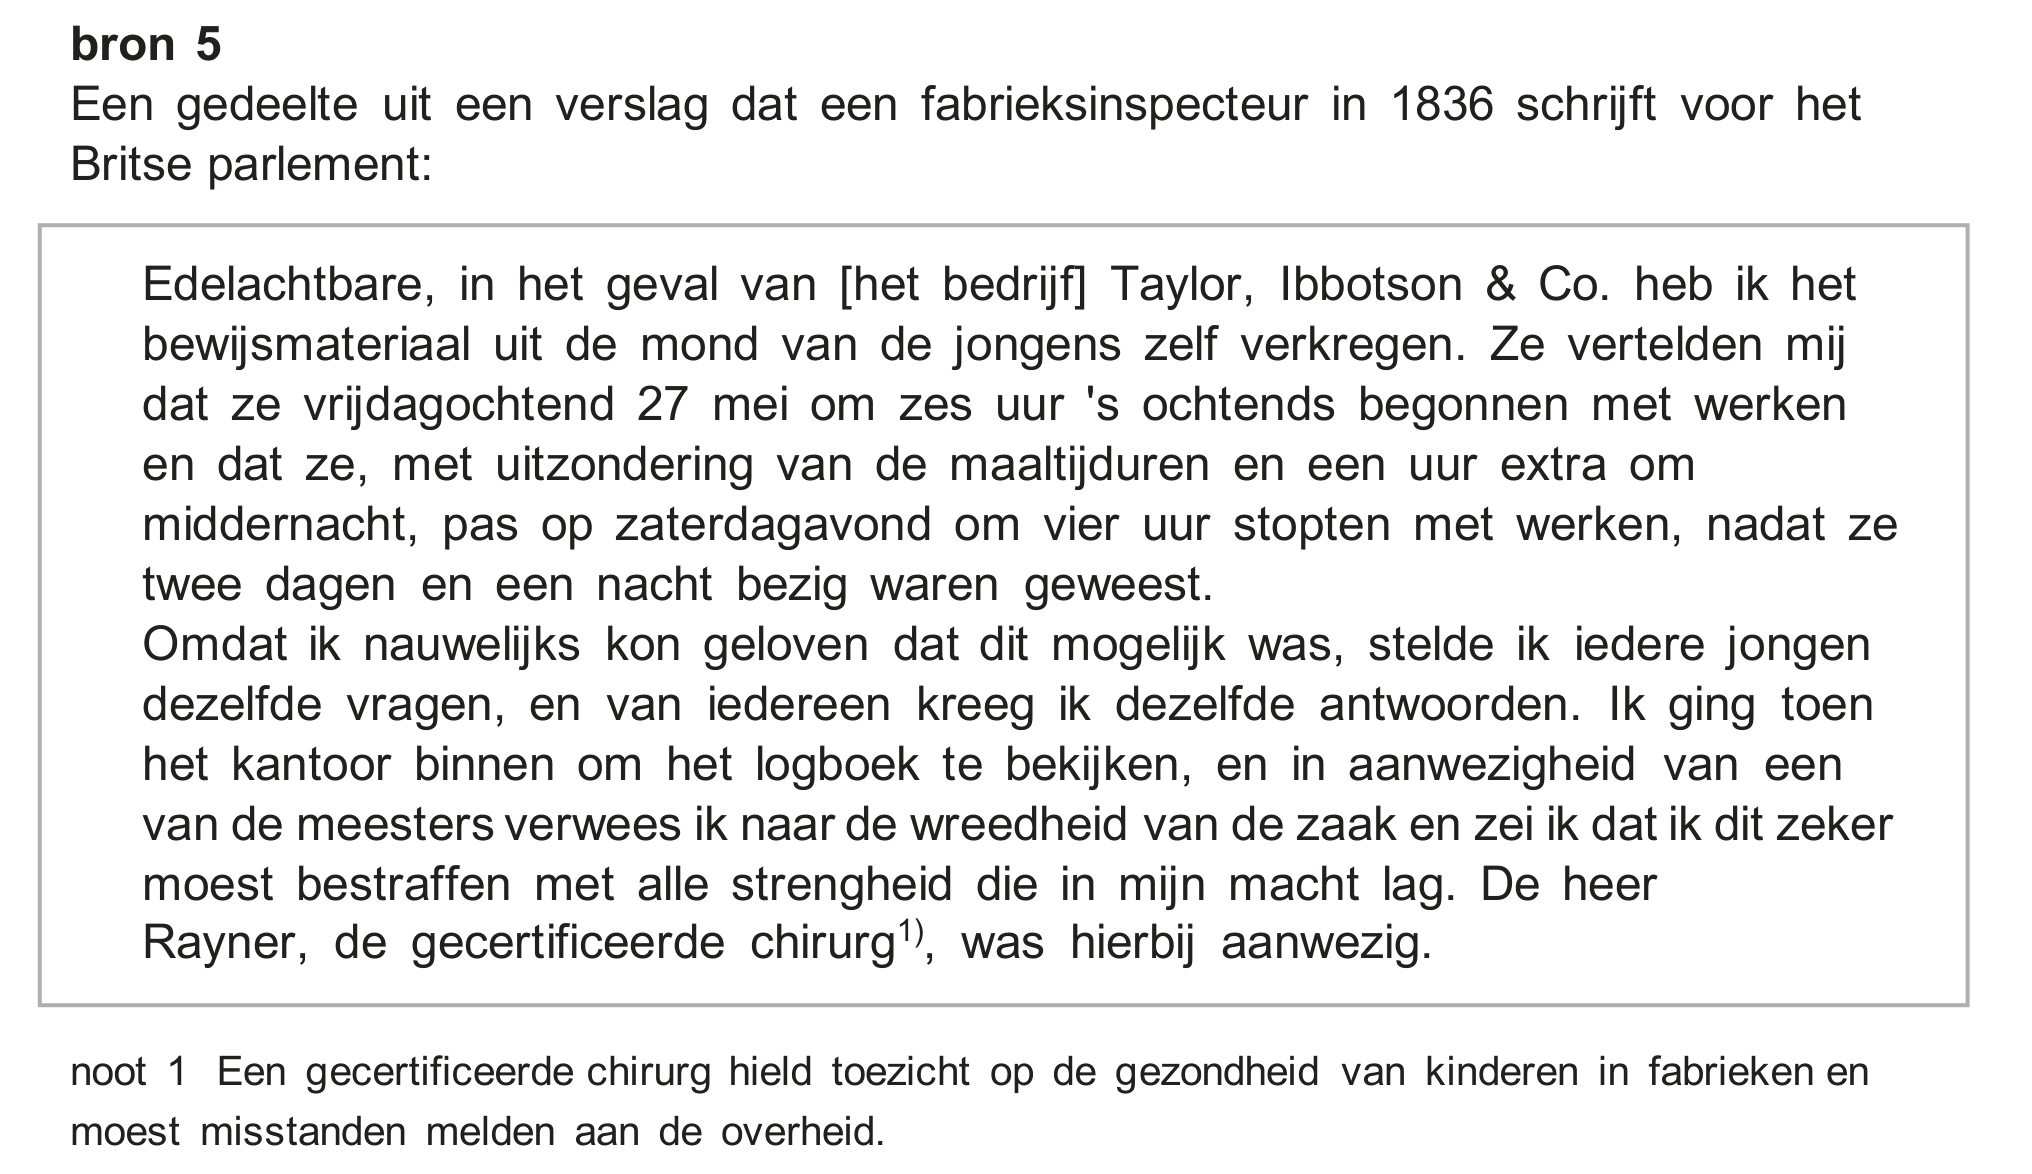 bron 5
Een gedeelte uit een verslag dat een fabrieksinspecteur in 1836 schrijft voor het
Britse parlement:
Edelachtbare, in het geval van [het bedrijf] Taylor, Ibbotson & Co. heb ik het
bewijsmateriaal uit de mond van de jongens zelf verkregen. Ze vertelden mij
dat ze vrijdagochtend 27 mei om zes uur 's ochtends begonnen met werken
en dat ze, met uitzondering van de maaltijduren en een uur extra om
middernacht, pas op zaterdagavond om vier uur stopten met werken, nadat ze
twee dagen en een nacht bezig waren geweest.
Omdat ik nauwelijks kon geloven dat dit mogelijk was, stelde ik iedere jongen
dezelfde vragen, en van iedereen kreeg ik dezelfde antwoorden. Ik ging toen
het kantoor binnen om het logboek te bekijken, en in aanwezigheid van een
van de meesters verwees ik naar de wreedheid van de zaak en zei ik dat ik dit zeker
moest bestraffen met alle strengheid die in mijn macht lag. De heer
Rayner, de gecertificeerde chirurg1), was hierbij aanwezig.
noot 1 Een gecertificeerde chirurg hield toezicht op de gezondheid van kinderen in fabrieken en
moest misstanden melden aan de overheid.